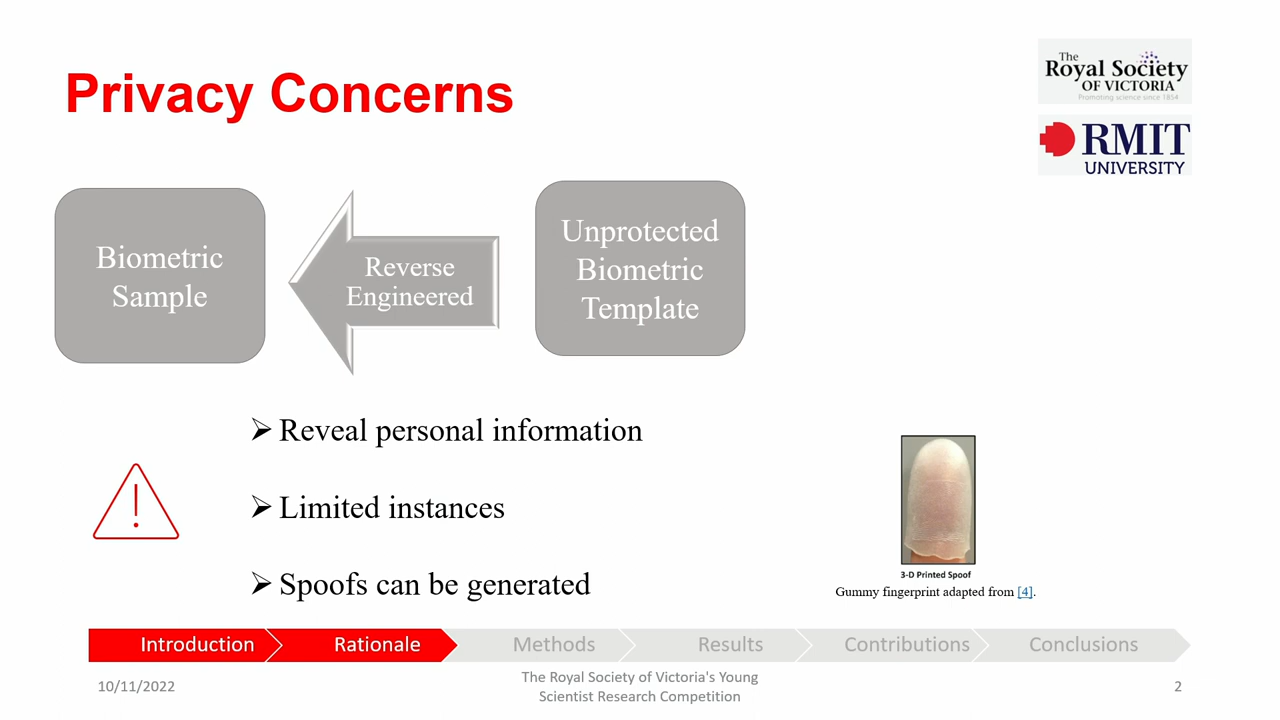 Privacy Concerns
The
Royal Society
OF VICTORIA
Promoting science since 1854
RMIT
UNIVERSITY
Biometric
Sample
Reverse
Engineered
Unprotected
Biometric
Template
Reveal personal information
Limited instances
Spoofs can be generated
3-D Printed Spoof
Gummy fingerprint adapted from [4].
Introduction
Rationale
Methods
Results
Contributions
Conclusions
10/11/2022
The Royal Society of Victoria's Young
Scientist Research Competition
2